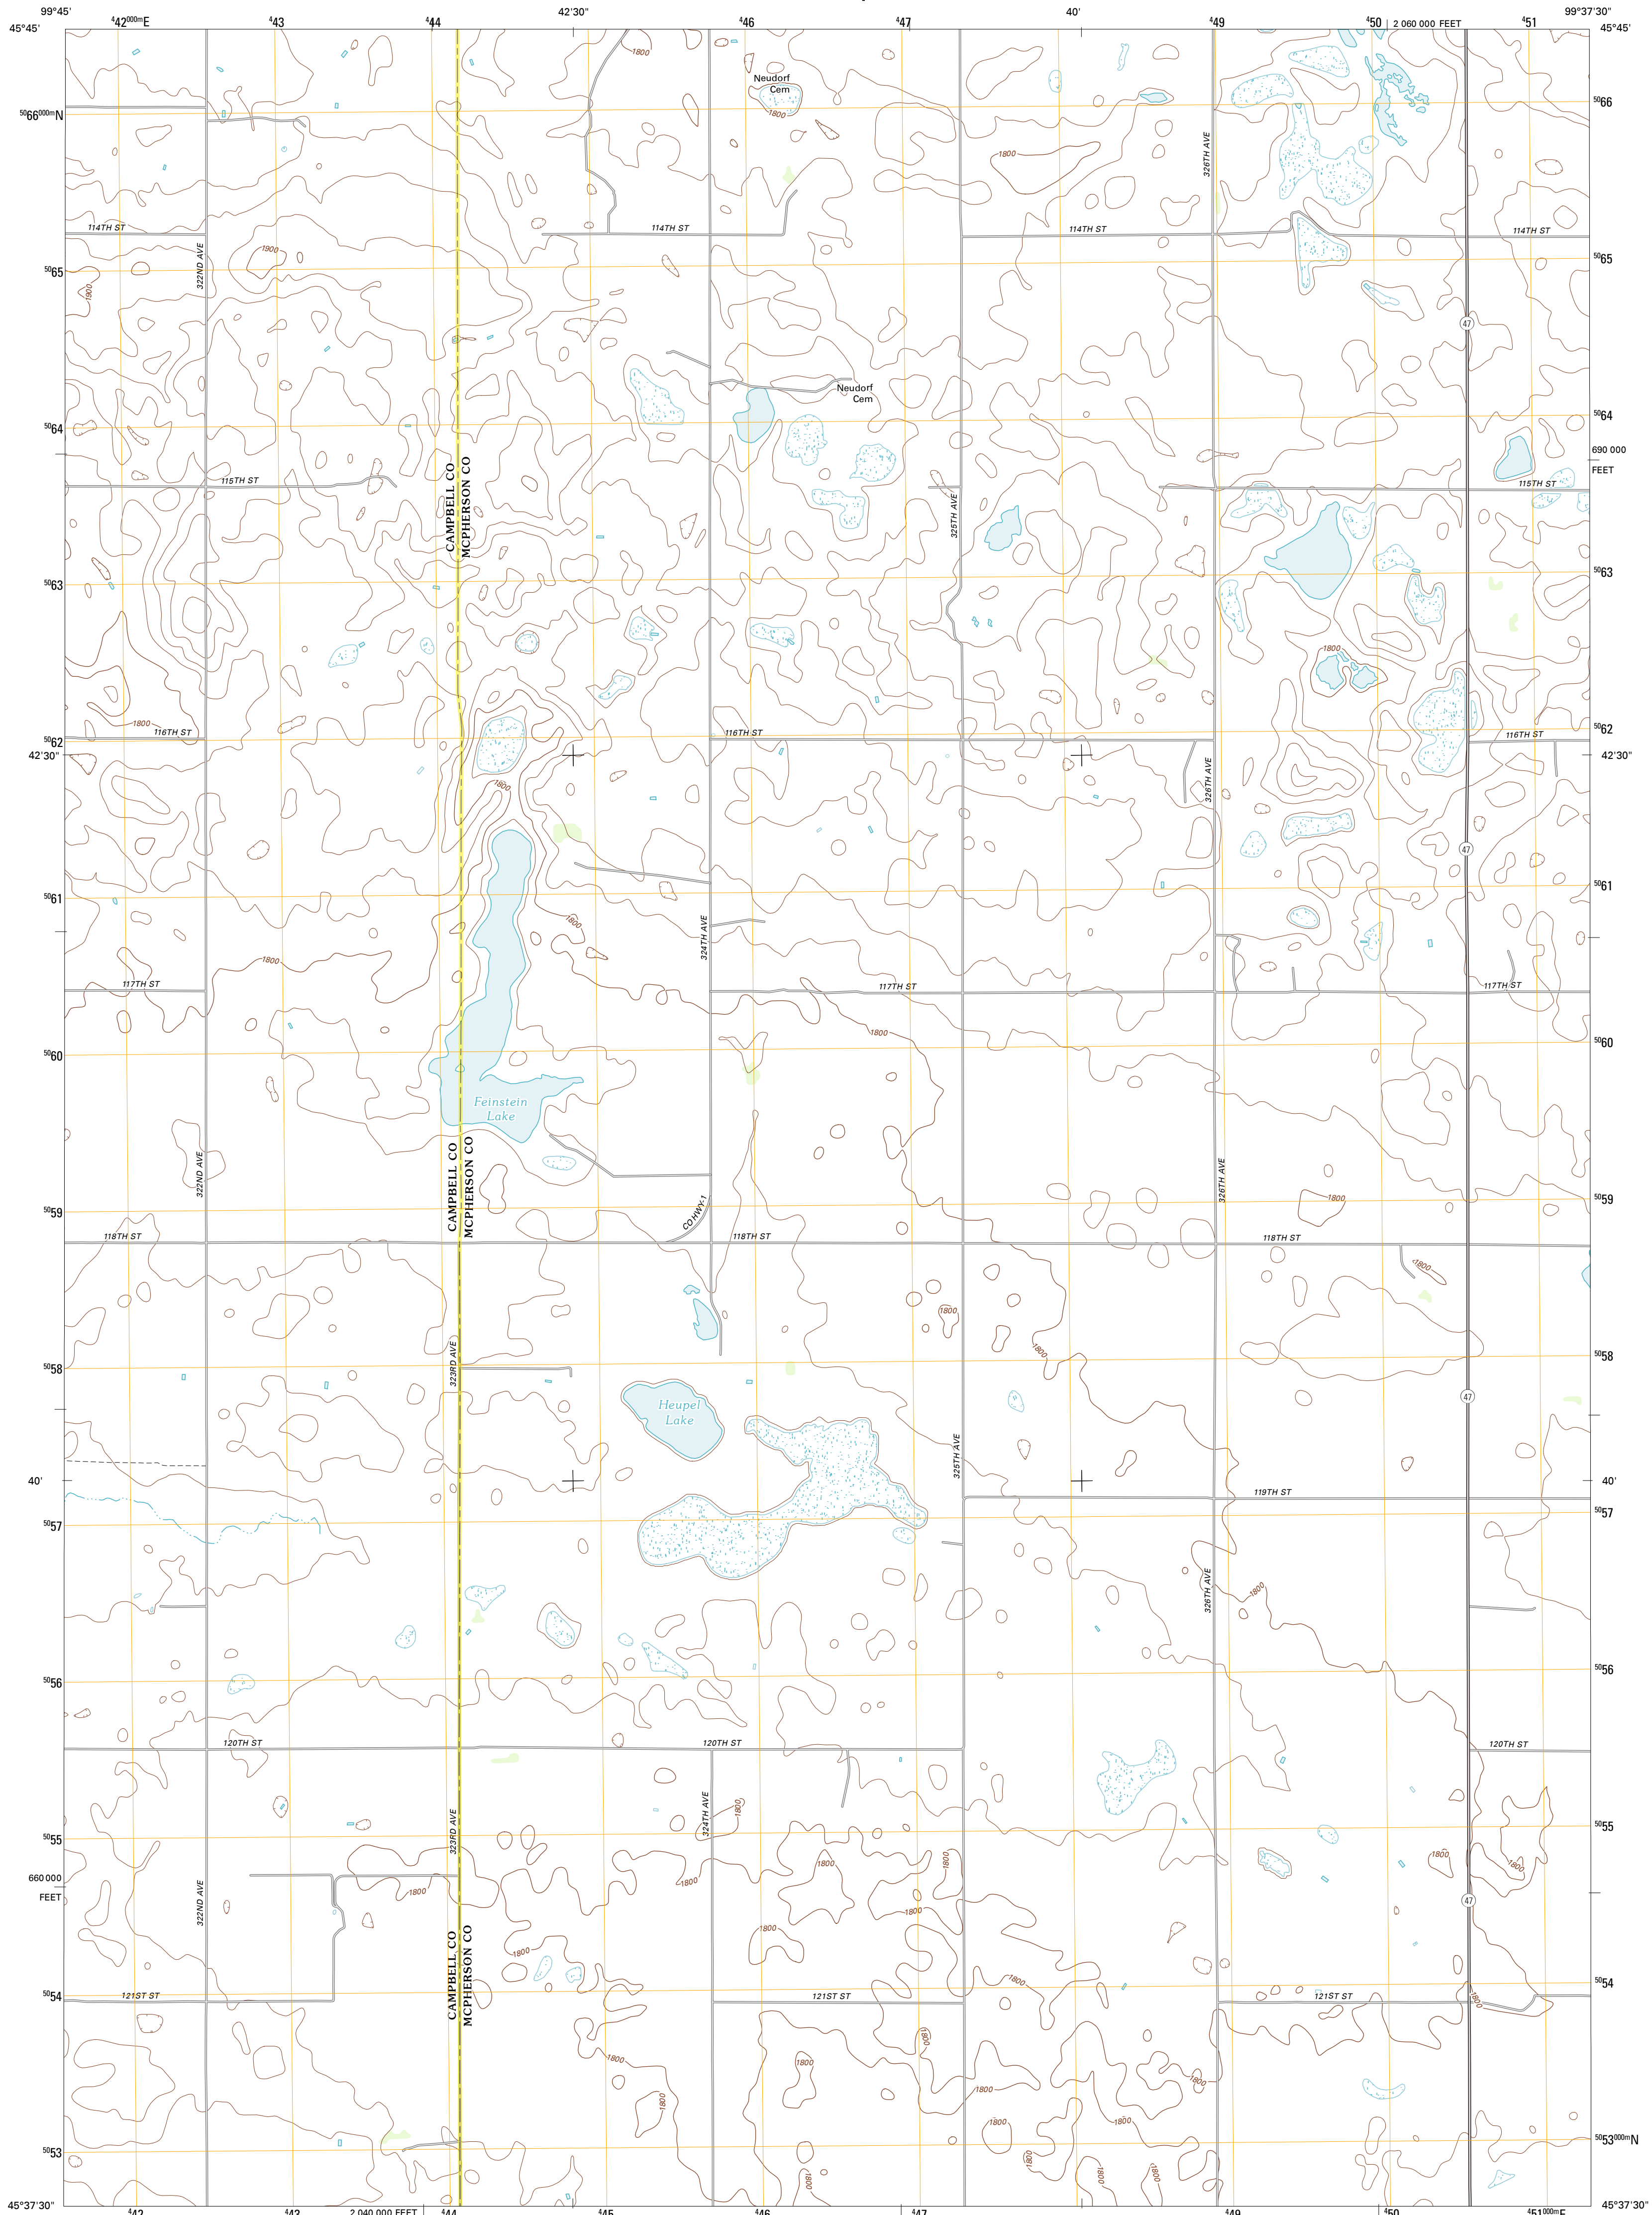 99°45'
⁴42⁰⁰⁰ᵐE
⁴43
⁴44
42'30"
⁴46
⁴47
40'
⁴49
⁴50
2 060 000 FEET
⁴51
99°37'30"
45°45'
45°45'
1800
Neudorf
Cem
1800
⁵⁰66⁰⁰⁰ᵐN
⁵⁰66
1800
326TH AVE
114TH ST
114TH ST
114TH ST
114TH ST
322ND AVE
1900
⁵⁰65
⁵⁰65
1900
47
Neudorf
Cem
⁵⁰64
⁵⁰64
690 000
FEET
CAMPBELL CO
MCPHERSON CO
115TH ST
115TH ST
325TH AVE
⁵⁰63
⁵⁰63
1800
1800
116TH ST
116TH ST
116TH ST
⁵⁰62
⁵⁰62
42'30"
42'30"
326TH AVE
1800
47
⁵⁰61
⁵⁰61
1800
324TH AVE
1800
117TH ST
117TH ST
117TH ST
1800
⁵⁰60
⁵⁰60
Feinstein
Lake
CAMPBELL CO
MCPHERSON CO
322ND AVE
326TH AVE
⁵⁰59
⁵⁰59
1800
CO HWY-1
118TH ST
118TH ST
118TH ST
1800
1800
1800
⁵⁰58
⁵⁰58
323RD AVE
47
Heupel
Lake
325TH AVE
40'
40'
119TH ST
⁵⁰57
⁵⁰57
326TH AVE
1800
⁵⁰56
⁵⁰56
120TH ST
120TH ST
120TH ST
1800
324TH AVE
323RD AVE
⁵⁰55
⁵⁰55
1800
1800
1800
1800
660 000
FEET
1800
1800
322ND AVE
47
1800
1800
CAMPBELL CO
MCPHERSON CO
1800
1800
⁵⁰54
⁵⁰54
121ST ST
121ST ST
121ST ST
1800
1800
1800
1800
1800
1800
1800
1800
⁵⁰53
⁵⁰53⁰⁰⁰ᵐN
1800
1800
1800
1800
45°37'30"
45°37'30"
⁴42
⁴43
2 040 000 FEET
⁴44
⁴45
⁴46
⁴47
⁴49
⁴50
⁴51⁰⁰⁰ᵐE